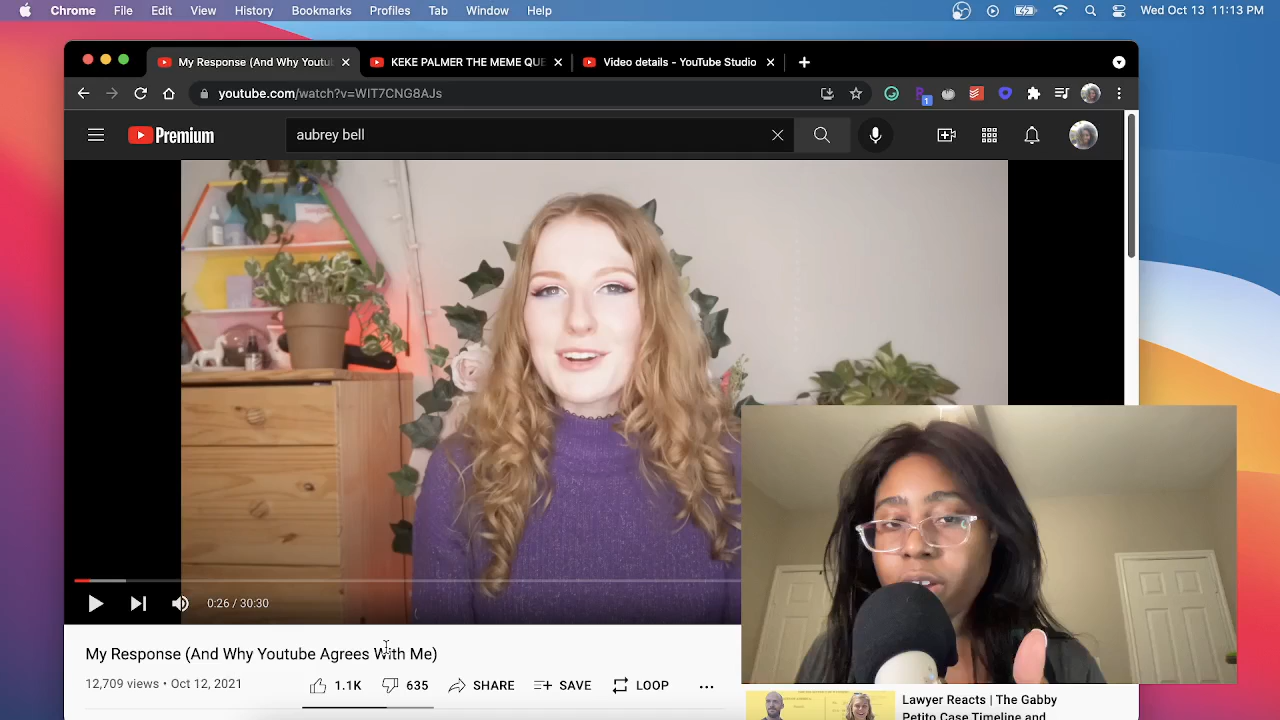 Chrome File Edit View History Bookmarks Profiles Tab Window Help Wed Oct 13 11:13 PM
My Response (And Why Youtu KEKE PALMER THE MEME QUE Video details - YouTube Studio
youtube.com/watch?v=WIT7CNG8AJs
1
Premium aubrey bell
0:26 / 30:30
My Response (And Why Youtube Agrees With Me)
12,709 views • Oct 12, 2021 1.1K 635 SHARE SAVE LOOP
Lawyer Reacts | The Gabby
Petito Case Timeline and